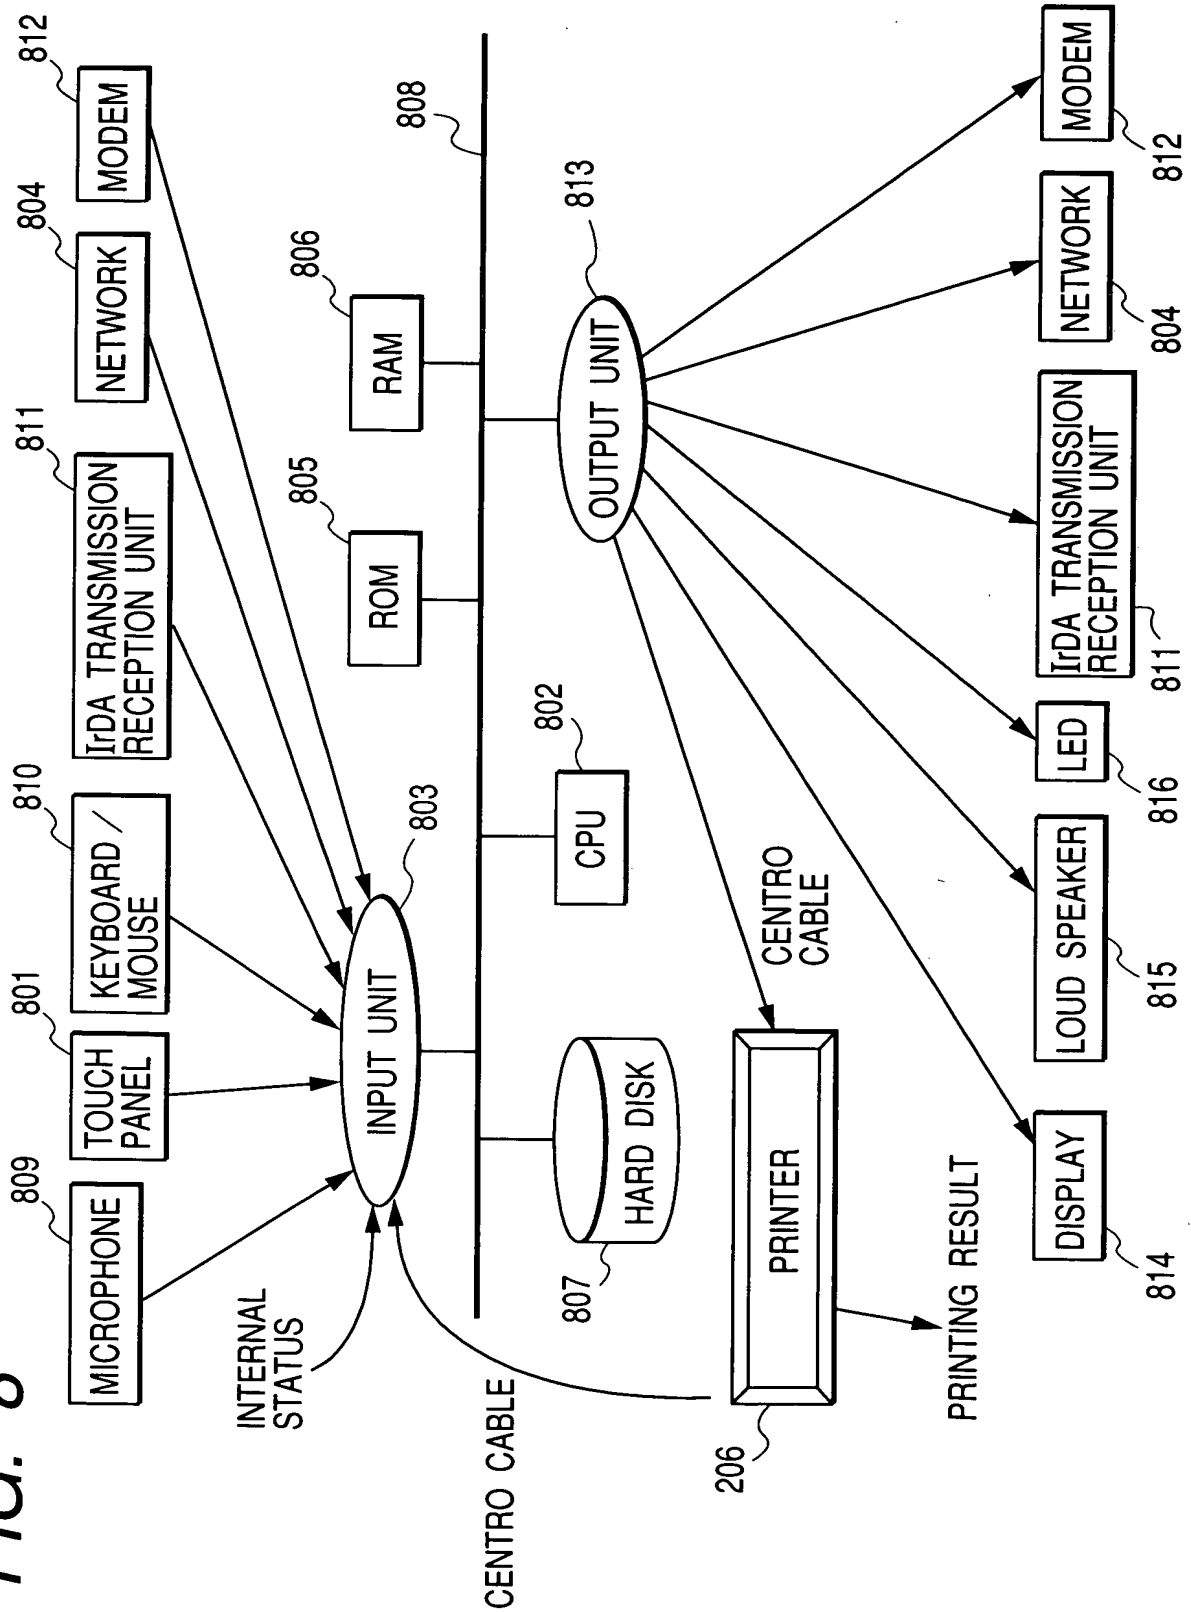 FIG. 8
809
801
810
811
804
812
MICROPHONE
TOUCH
PANEL
KEYBOARD /
MOUSE
IrDA TRANSMISSION
RECEPTION UNIT
NETWORK
MODEM
INTERNAL
STATUS
INPUT UNIT
803
805
ROM
806
RAM
808
CENTRO CABLE
HARD DISK
807
802
CPU
OUTPUT UNIT
813
206
PRINTER
CENTRO
CABLE
PRINTING RESULT
DISPLAY
LOUD SPEAKER
LED
IrDA TRANSMISSION
RECEPTION UNIT
NETWORK
MODEM
814
815
816
811
804
812